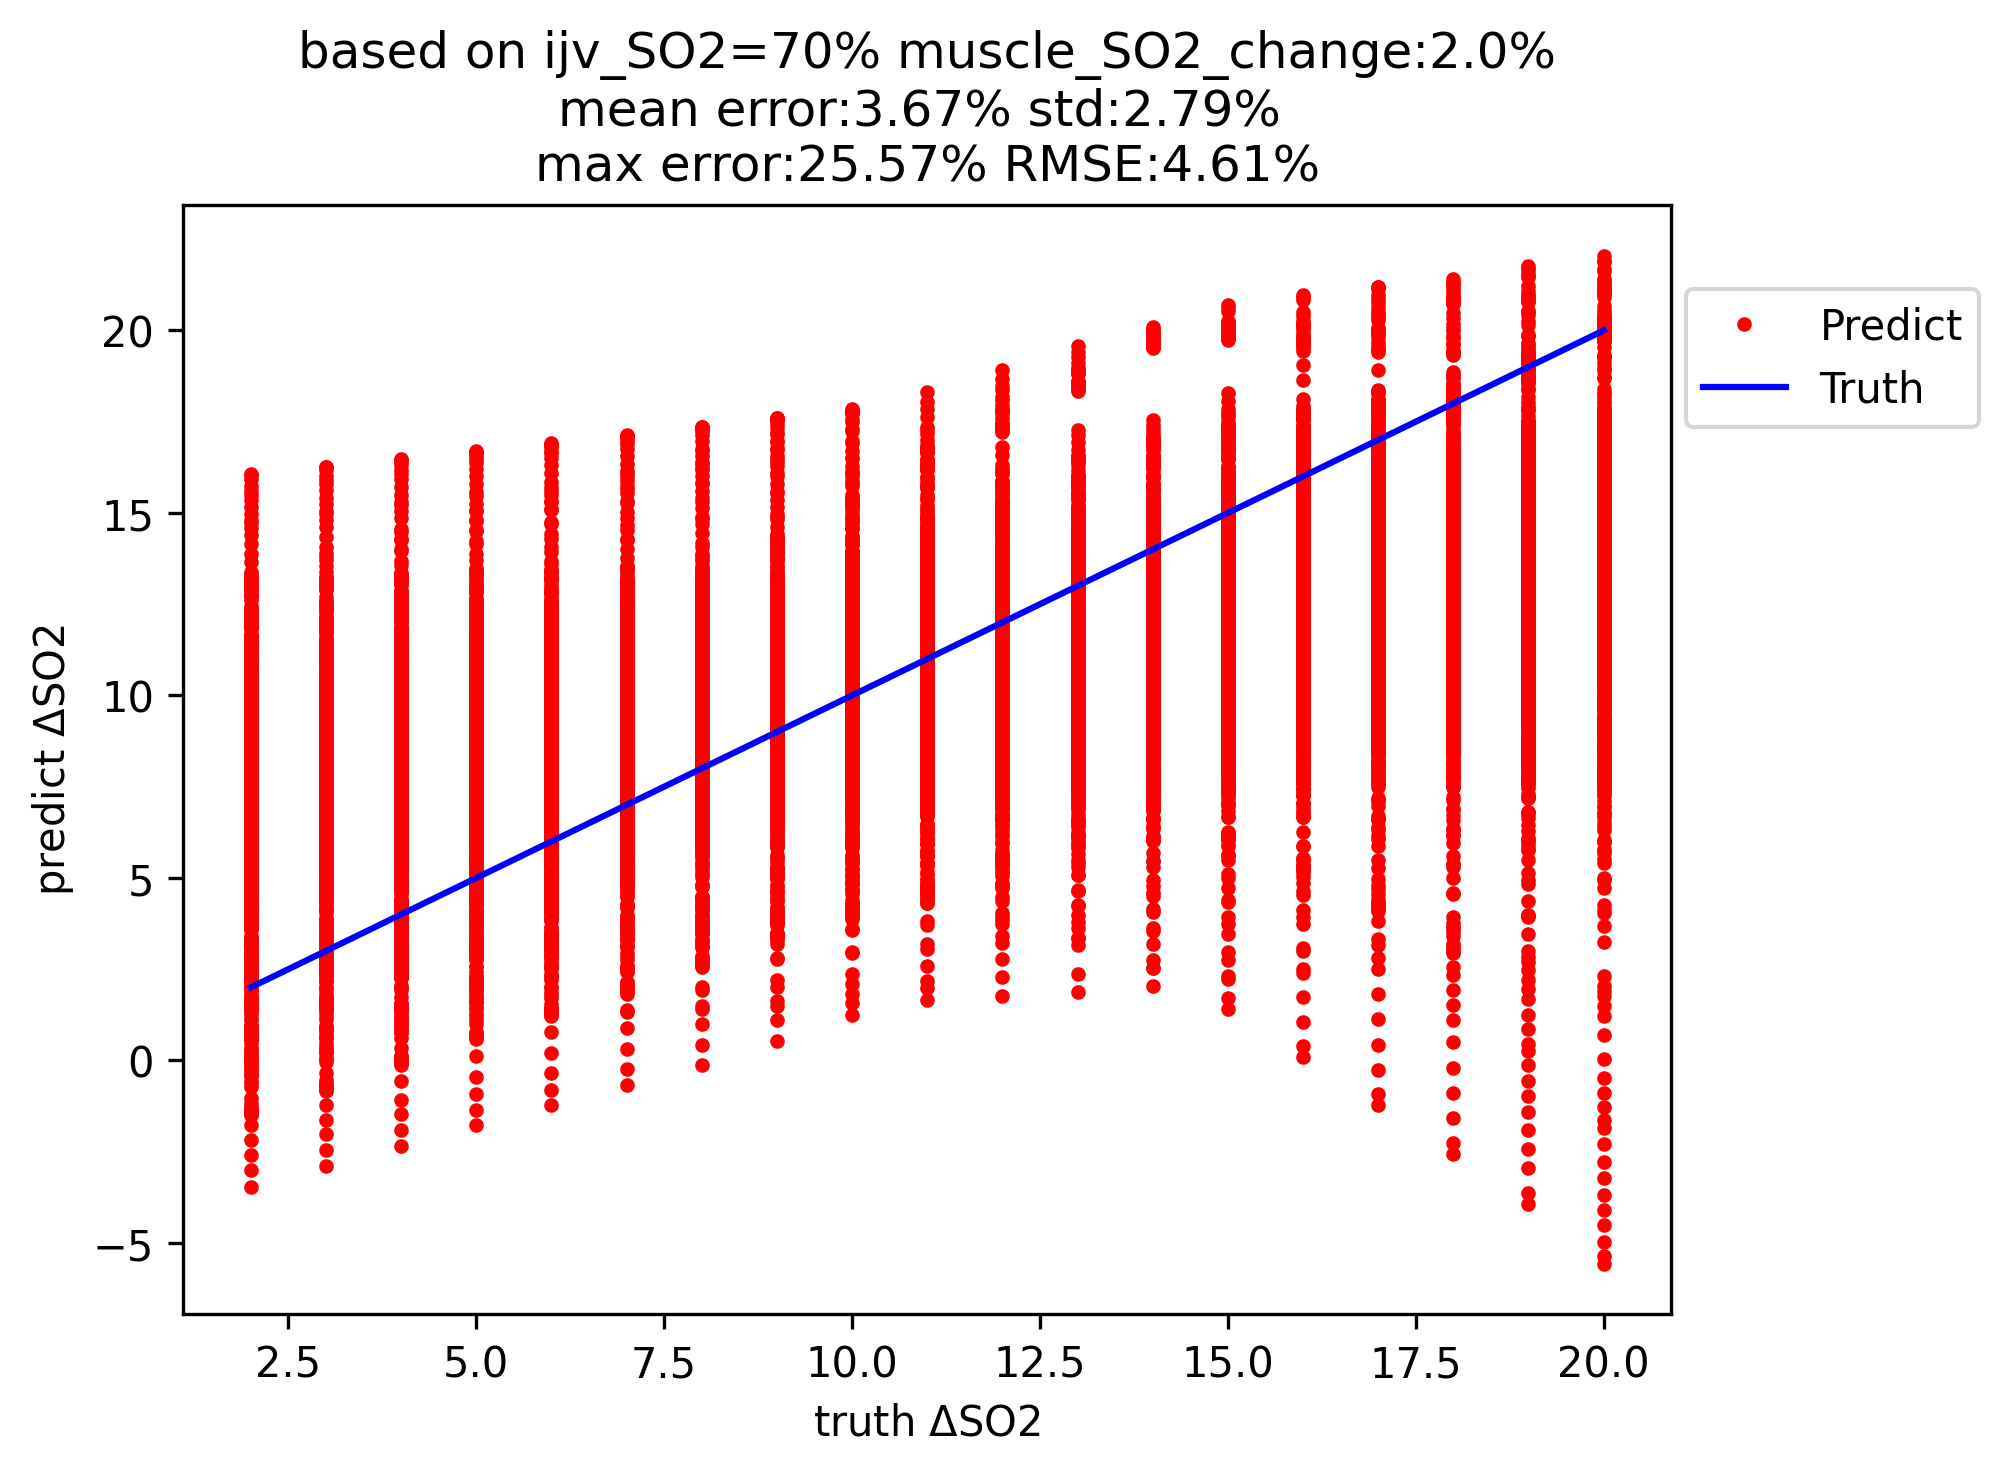 based on ijv_SO2=70% muscle_SO2_change:2.0%
mean error:3.67% std:2.79%
max error:25.57% RMSE:4.61%
Predict
Truth
20
15
10
5
0
−5
predict ΔSO2
2.5 5.0 7.5 10.0 12.5 15.0 17.5 20.0
truth ΔSO2